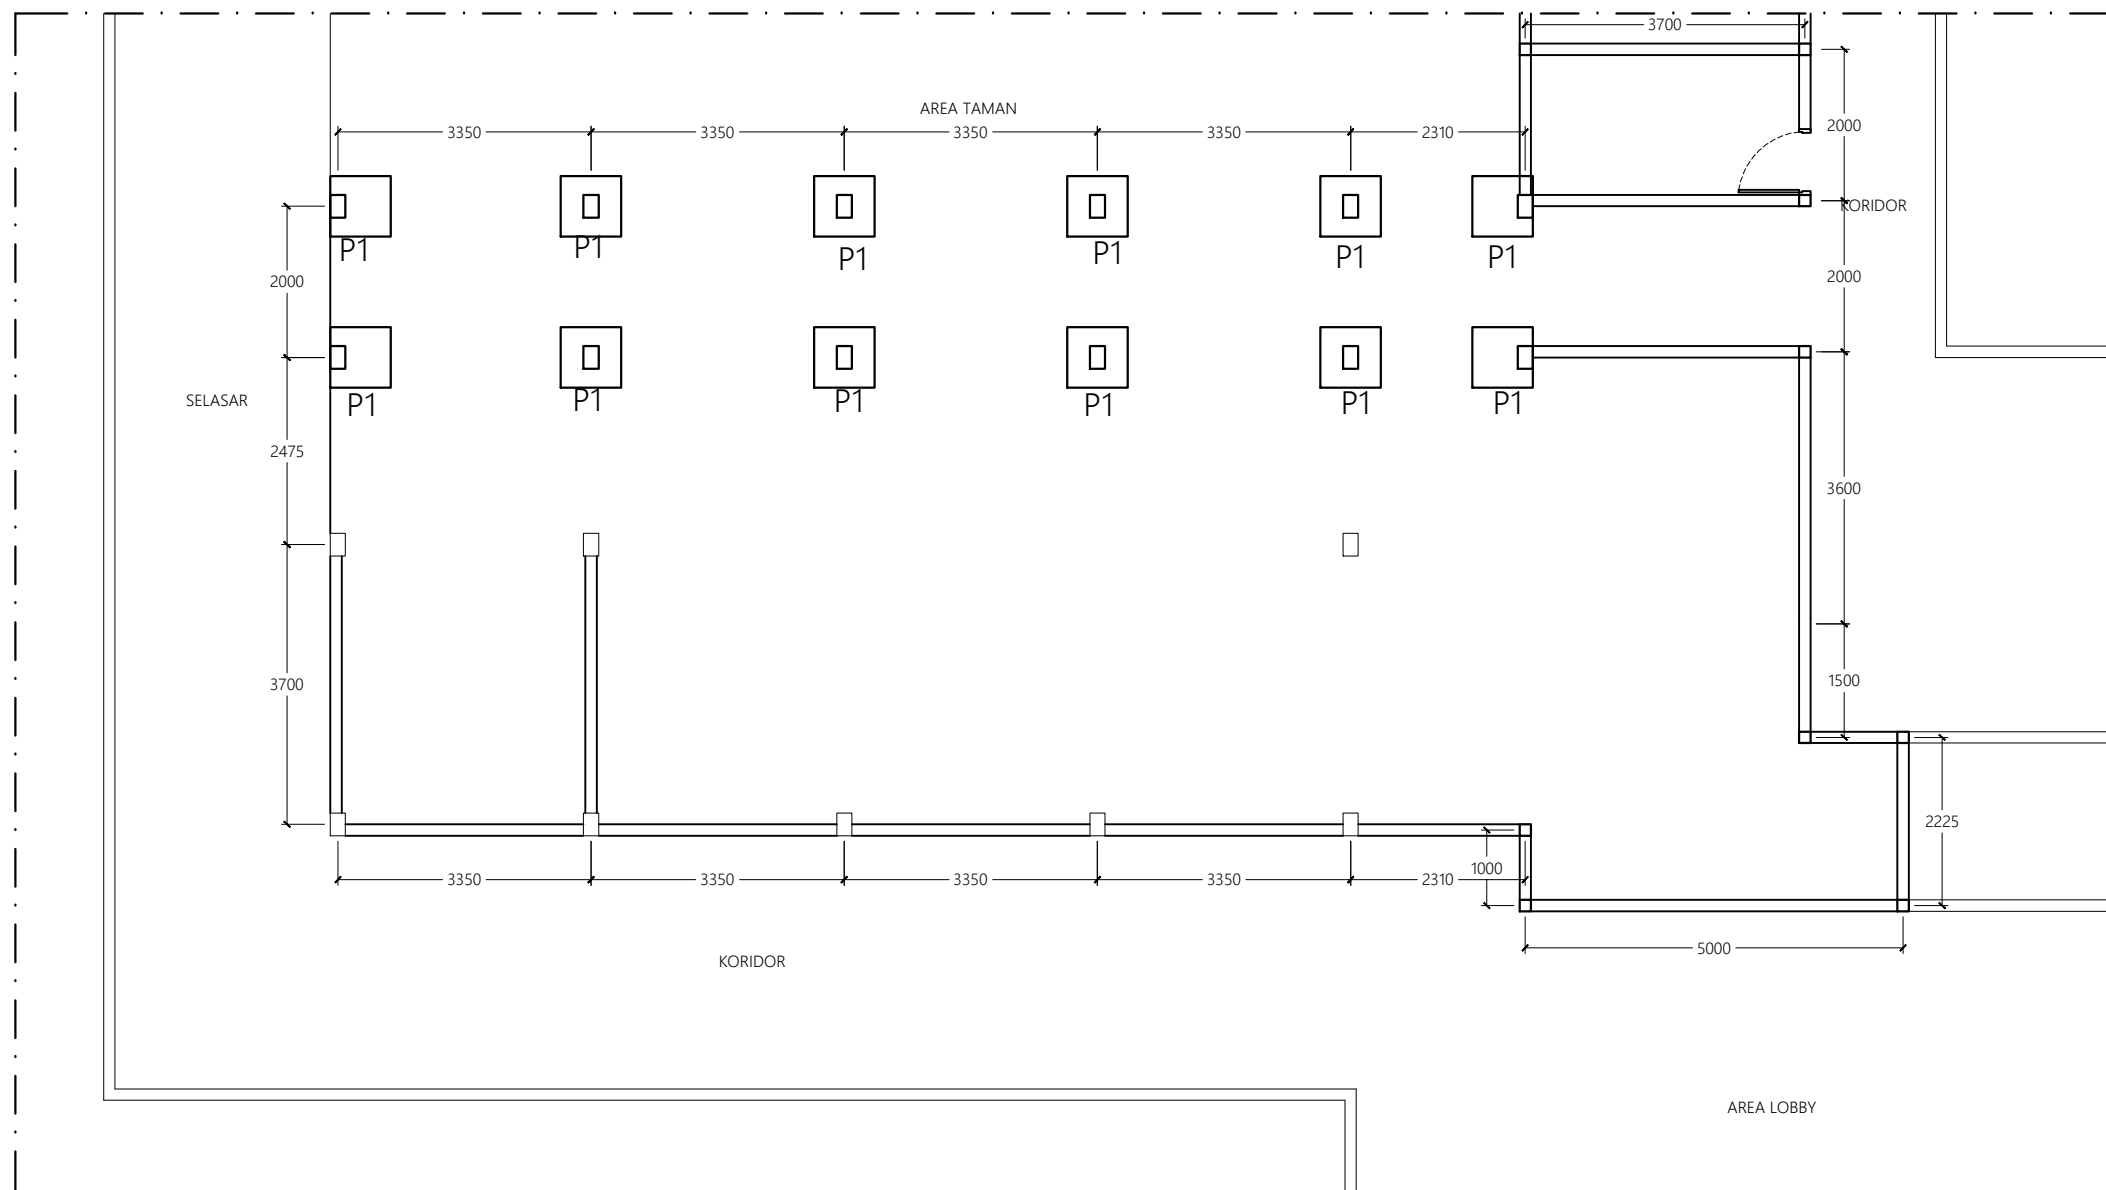 3700
AREA TAMAN
3350 3350 3350 3350 2310
2000
KORIDOR
P1 P1 P1 P1 P1 P1
2000
2000
P1 P1 P1 P1 P1 P1
SELASAR
2475
3600
3700
1500
2225
1000
3350 3350 3350 3350 2310
5000
KORIDOR
AREA LOBBY